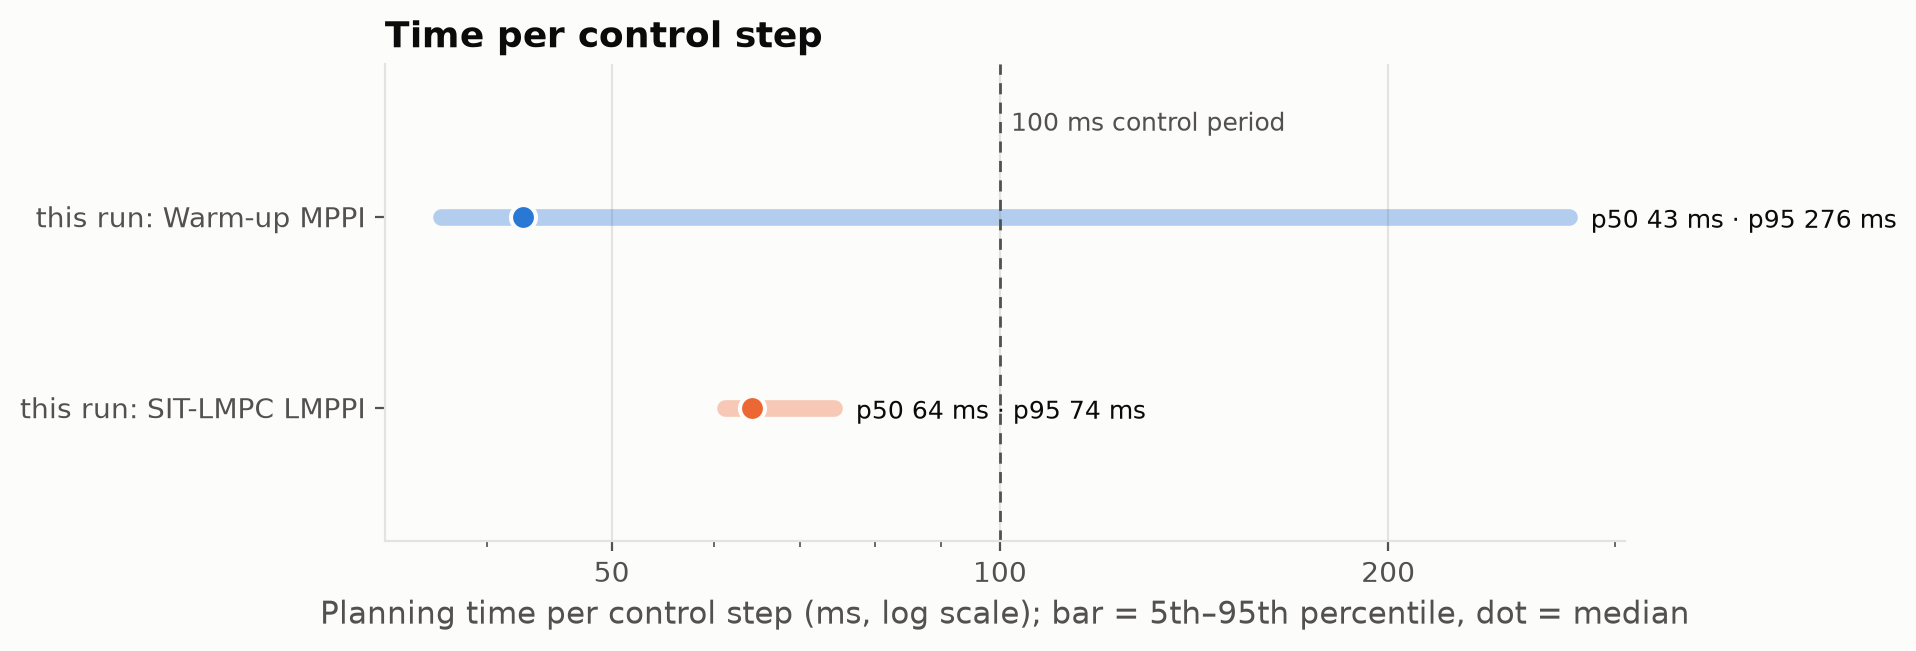 Time per control step
100 ms control period
this run: Warm-up MPPI
p50 43 ms · p95 276 ms
this run: SIT-LMPC LMPPI
p50 64 ms · p95 74 ms
50 100 200
Planning time per control step (ms, log scale); bar = 5th–95th percentile, dot = median